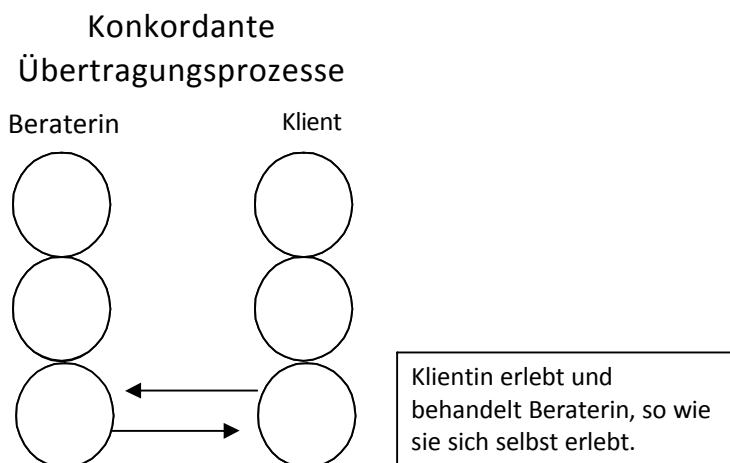 Konkordante
Übertragungsprozesse
Beraterin
Klient
Klientin erlebt und
behandelt Beraterin, so wie
sie sich selbst erlebt.